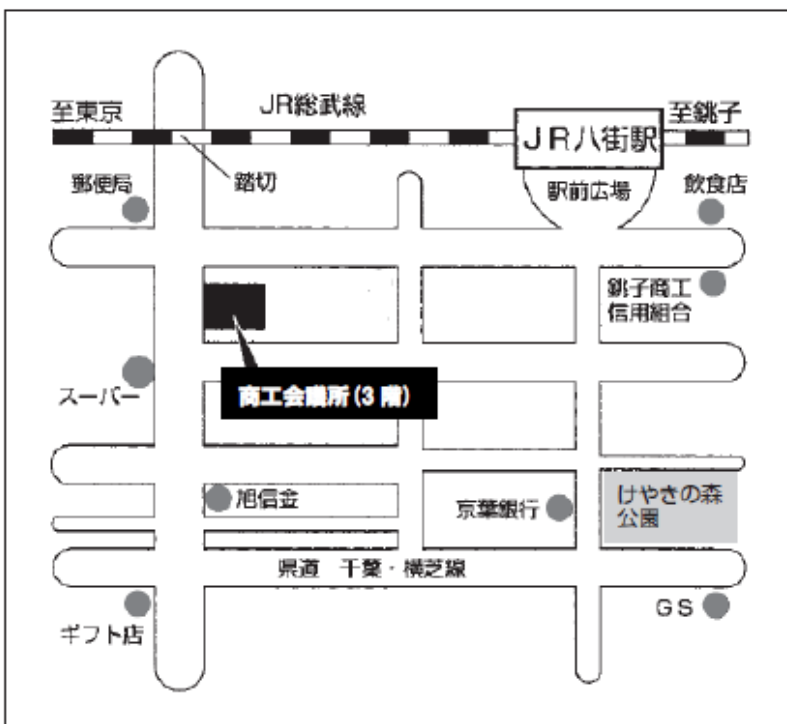 JR総武線
至東京
至銚子
JR八街駅
郵便局
踏切
駅前広場
飲食店
銚子商工
信用組合
スーパー
商工会議所(3階)
旭信金
京葉銀行
けやきの森
公園
県道 千葉・横芝線
ギフト店
GS